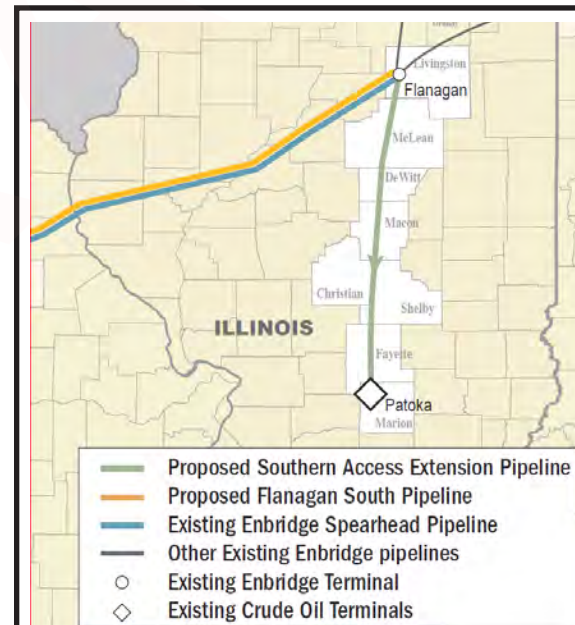 Livingston
Flanagan
McLean
DeWitt
Macon
Christian
Shelby
ILLINOIS
Fayette
Patoka
Marion
Proposed Southern Access Extension Pipeline
Proposed Flanagan South Pipeline
Existing Enbridge Spearhead Pipeline
Other Existing Enbridge pipelines
Existing Enbridge Terminal
Existing Crude Oil Terminals